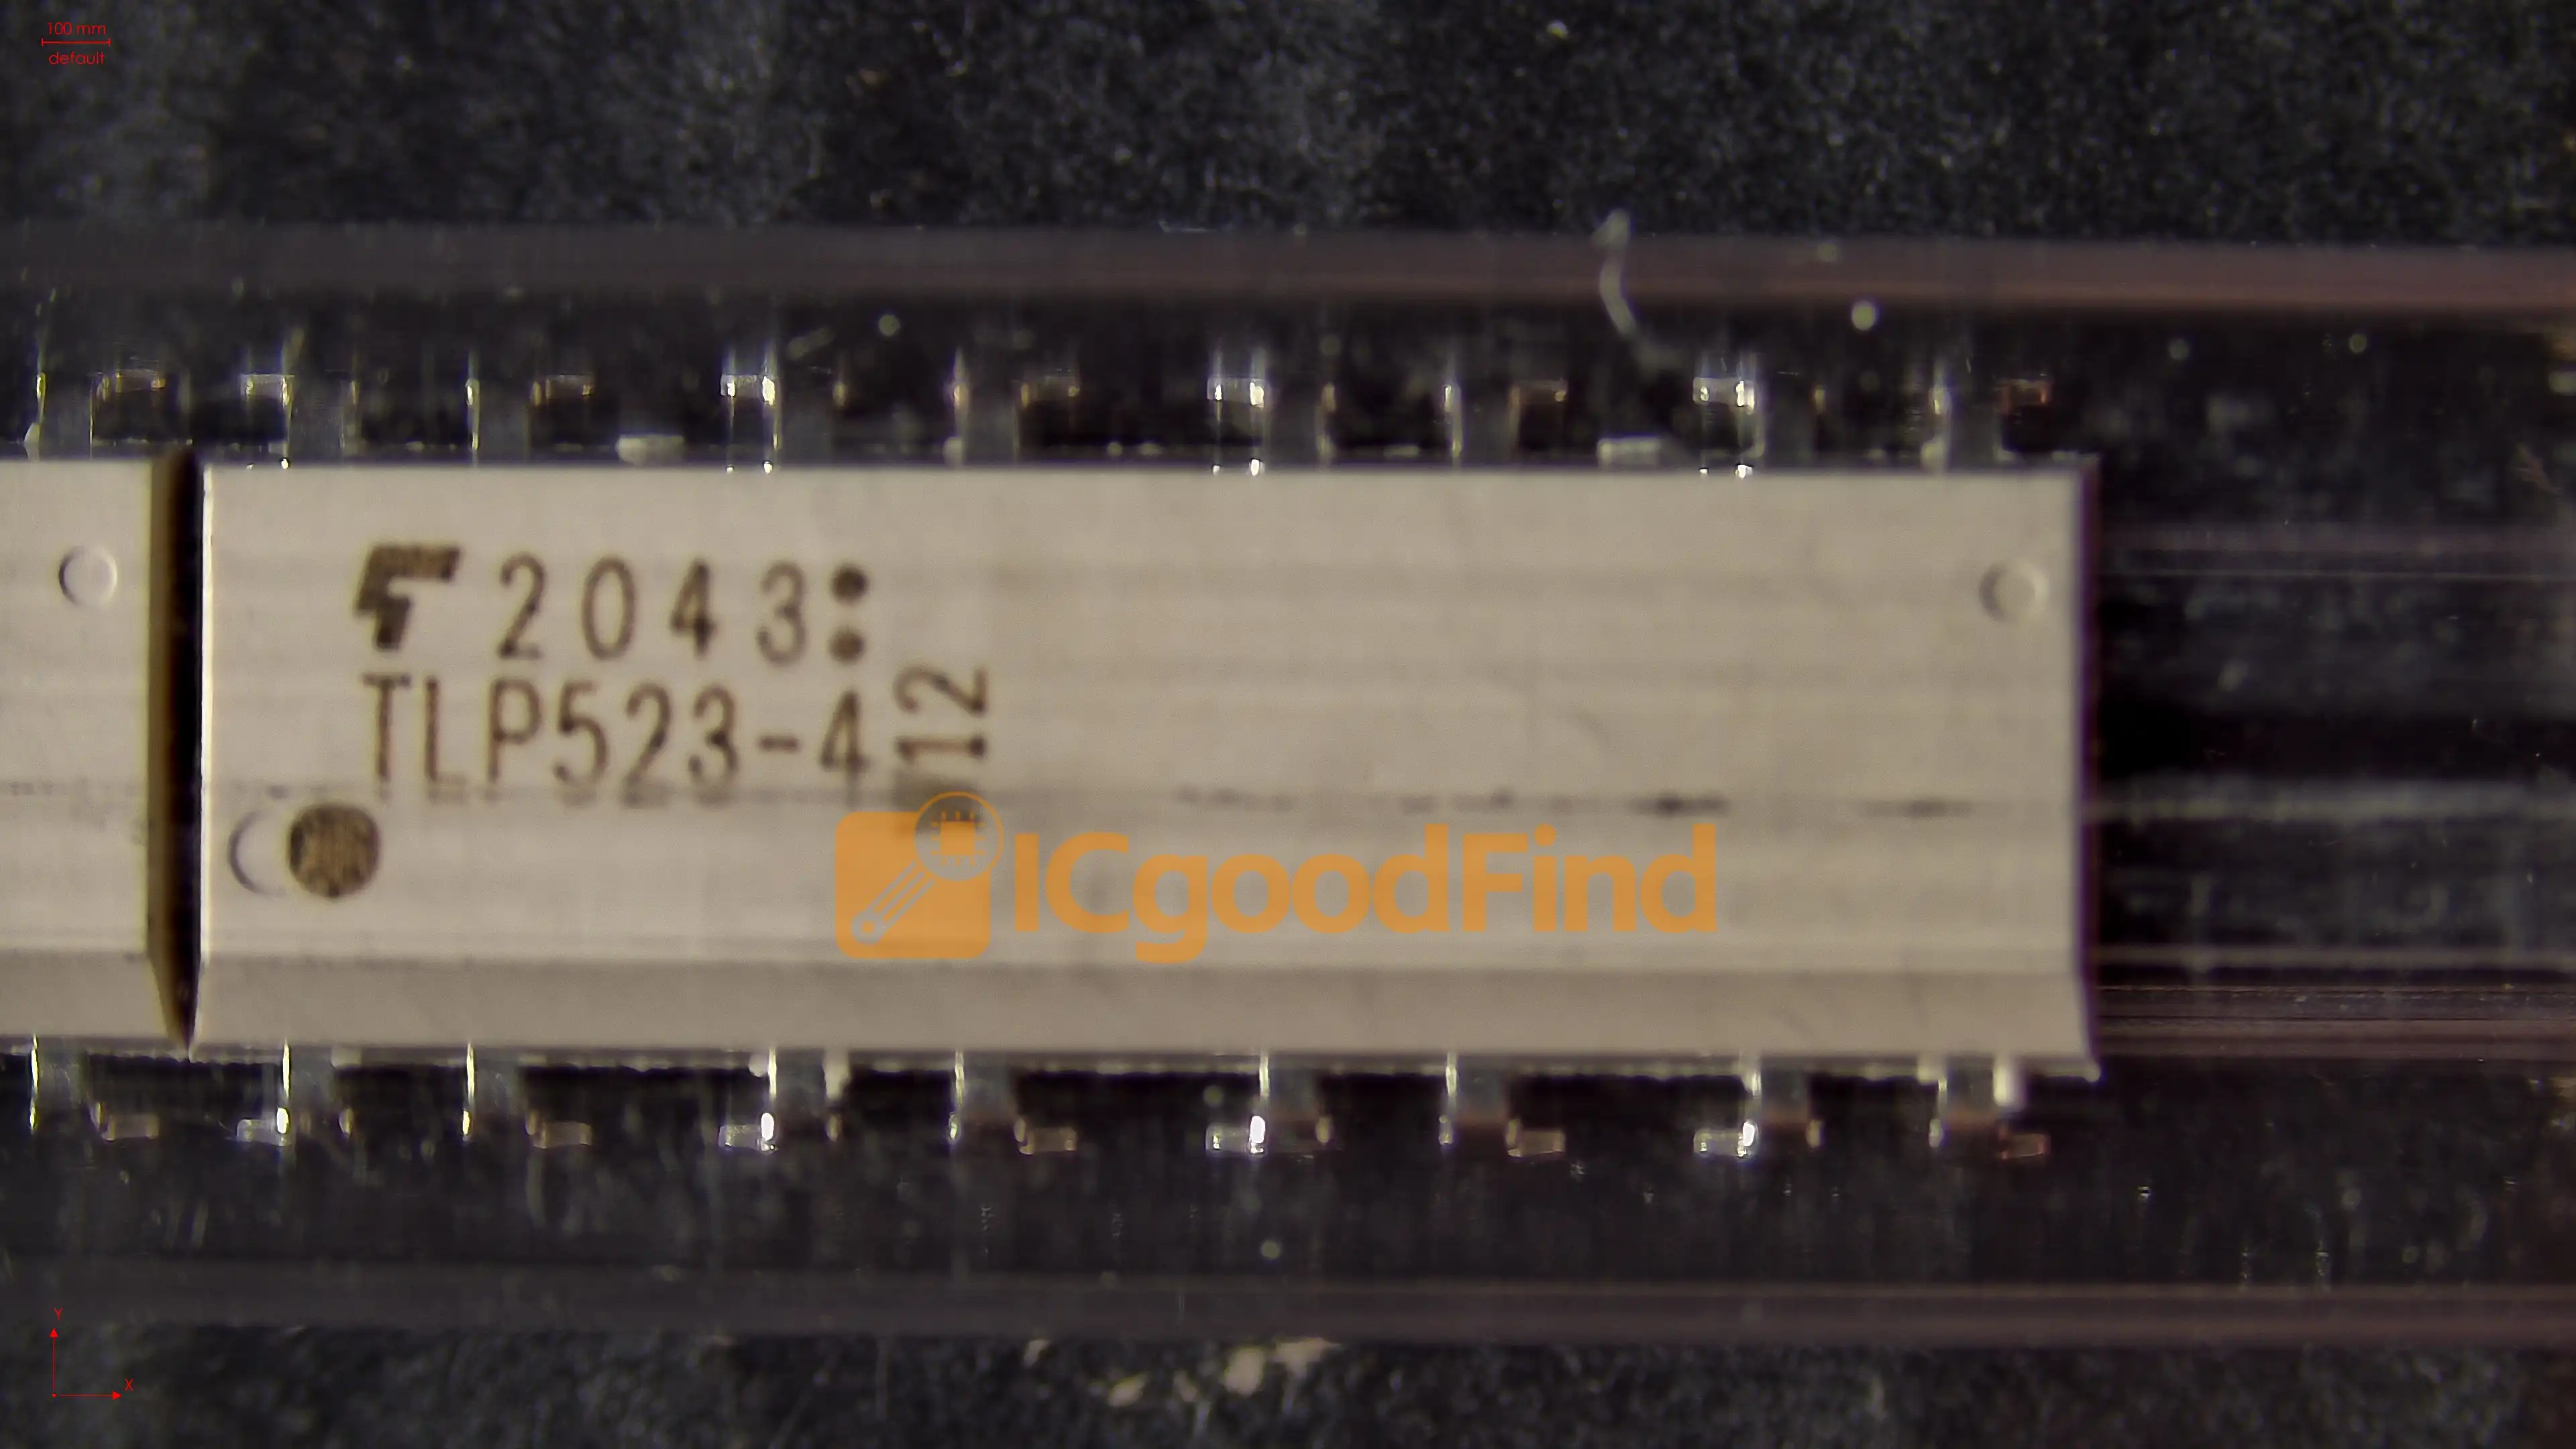 100 mm
default
2043:
TLP523-4
12
ICgoodFind
Y
X